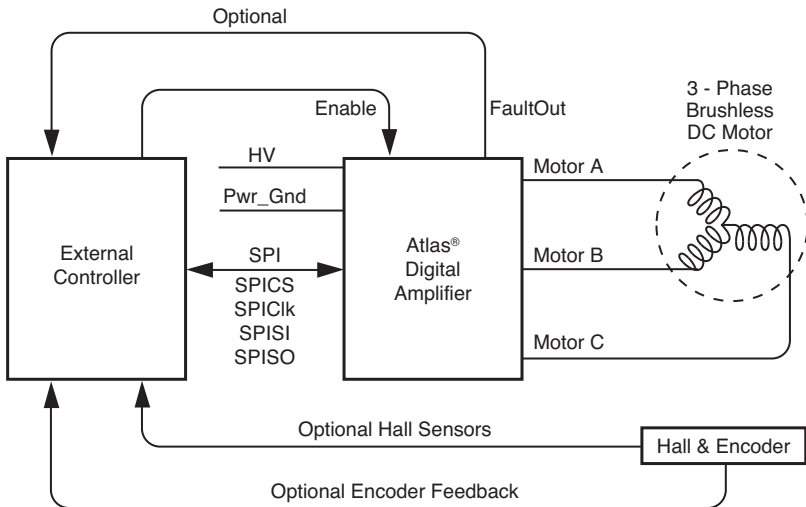 Optional
Enable
FaultOut
3 - Phase
Brushless
DC Motor
HV
Pwr_Gnd
Motor A
External
Controller
SPI
SPICS
SPIClk
SPISI
SPISO
Atlas®
Digital
Amplifier
Motor B
Motor C
Optional Hall Sensors
Hall & Encoder
Optional Encoder Feedback